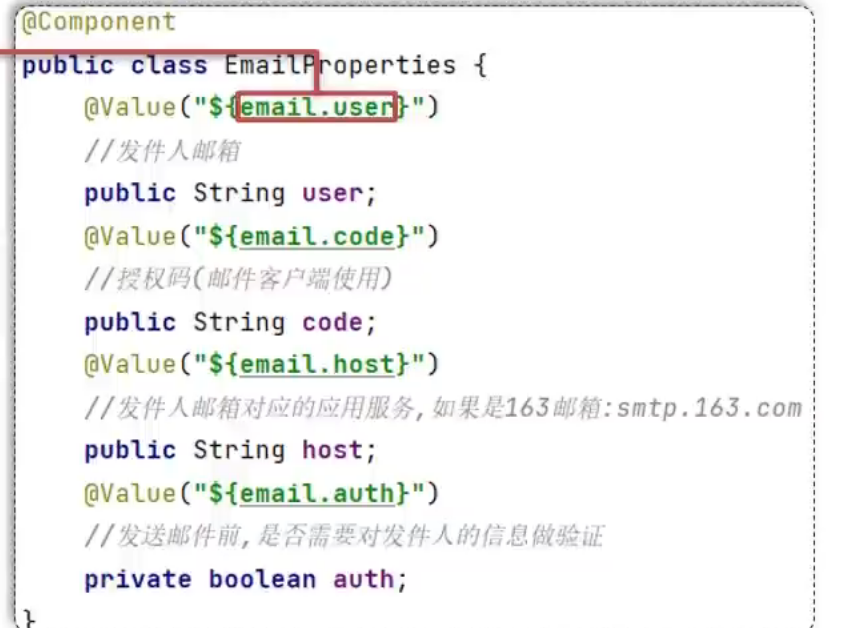 @Component
public class EmailProperties {
@Value("${email.user}")
//发件人邮箱
public String user;
@Value("${email.code}")
//授权码(邮件客户端使用)
public String code;
@Value("${email.host}")
//发件人邮箱对应的应用服务,如果是163邮箱:smtp.163.com
public String host;
@Value("${email.auth}")
//发送邮件前,是否需要对发件人的信息做验证
private boolean auth;
}